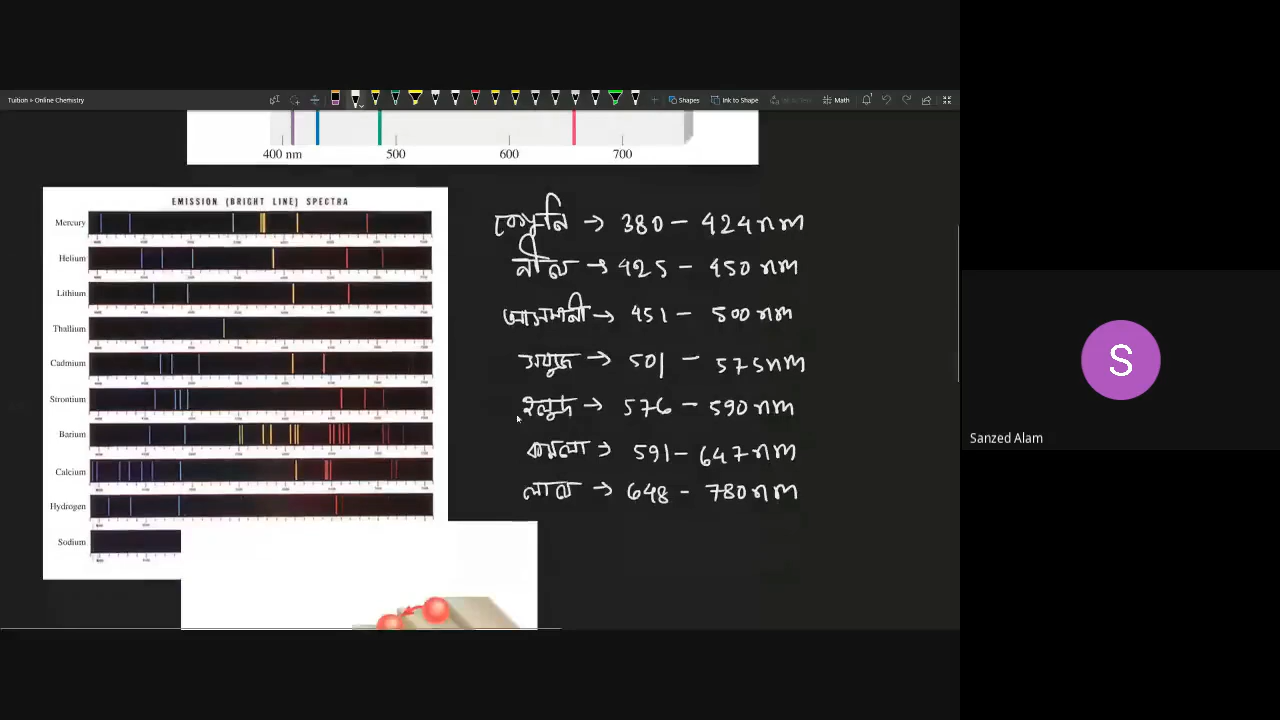 Tuition » Online Chemistry
Shapes Ink to Shape Math
400 nm 500 600 700
EMISSION (BRIGHT LINE) SPECTRA
Mercury
Helium
Lithium
Thallium
Cadmium
Strontium
Barium
Calcium
Hydrogen
Sodium
বেগুনি → 380 – 424 nm
নীল → 425 – 450 nm
আসমানী → 451 – 500 nm
সবুজ → 501 – 575 nm
হলুদ → 576 – 590 nm
কমলা → 591 – 647 nm
লাল → 648 – 780 nm
S
Sanzed Alam